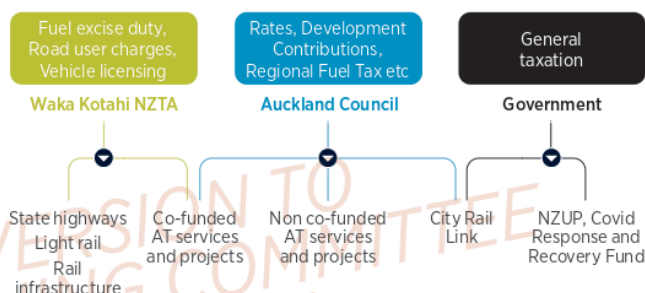 Fuel excise duty,
Road user charges,
Vehicle licensing
Rates, Development
Contributions,
Regional Fuel Tax etc
General
taxation
Waka Kotahi NZTA
Auckland Council
Government
State highways
Light rail
Rail
infrastructure
Co-funded
AT services
and projects
Non co-funded
AT services
and projects
City Rail
Link
NZUP, Covid
Response and
Recovery Fund
VERSION TO
COMMITTEE